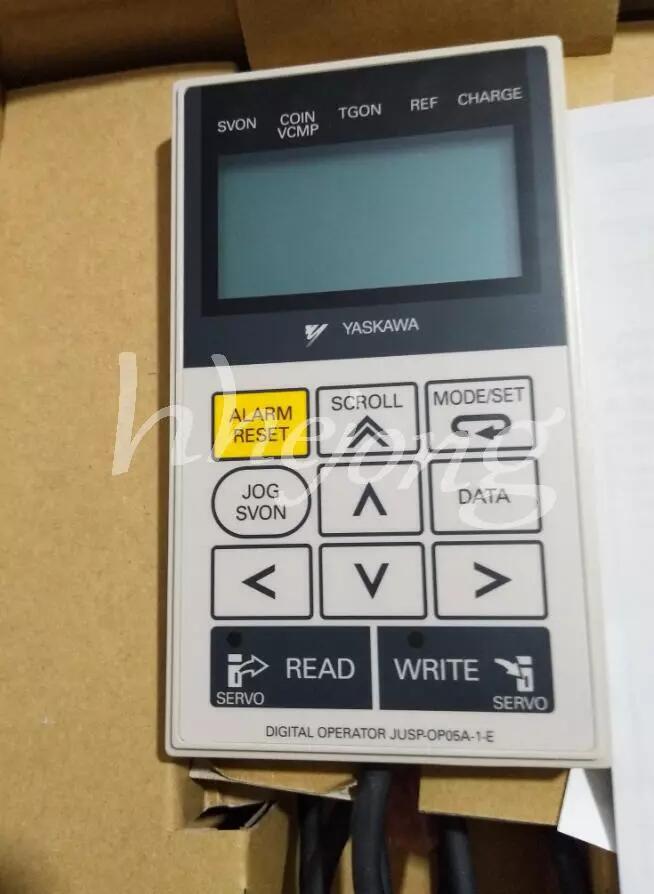 SVON COIN TGON REF CHARGE
VCMP
YASKAWA
ALARM SCROLL MODE/SET
RESET
JOG DATA
SVON
READ WRITE
SERVO SERVO
DIGITAL OPERATOR JUSP-OP05A-1-E
hhejong